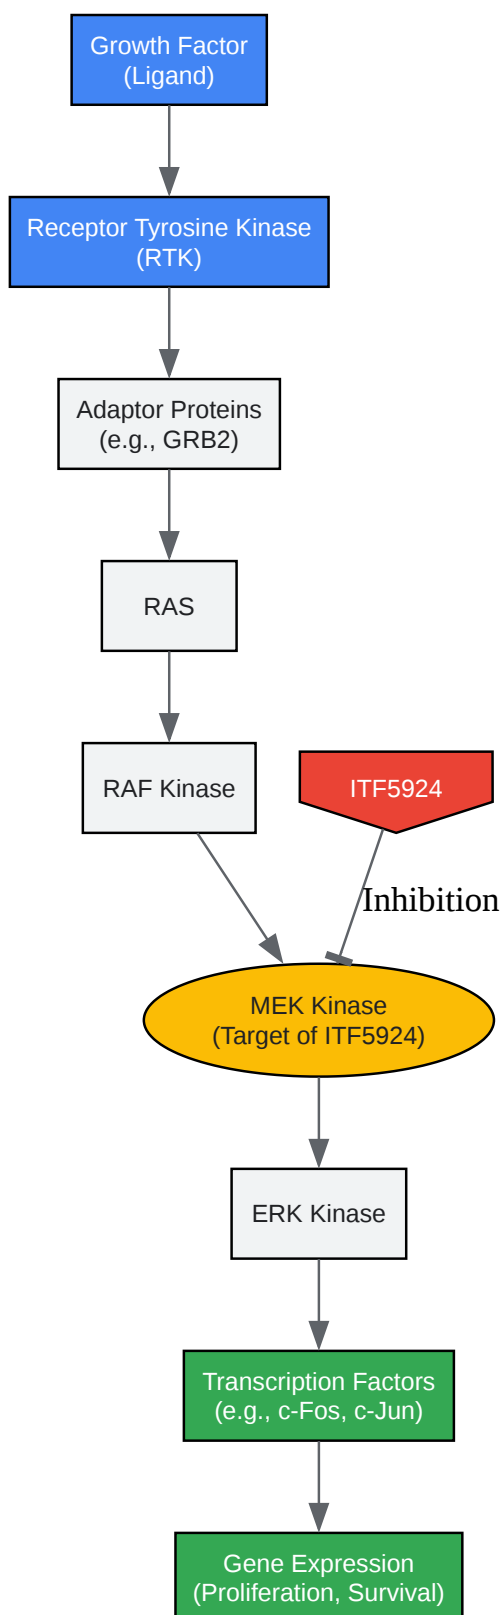 Growth Factor
(Ligand)
Receptor Tyrosine Kinase
(RTK)
Adaptor Proteins
(e.g., GRB2)
RAS
RAF Kinase
ITF5924
Inhibition
MEK Kinase
(Target of ITF5924)
ERK Kinase
Transcription Factors
(e.g., c-Fos, c-Jun)
Gene Expression
(Proliferation, Survival)